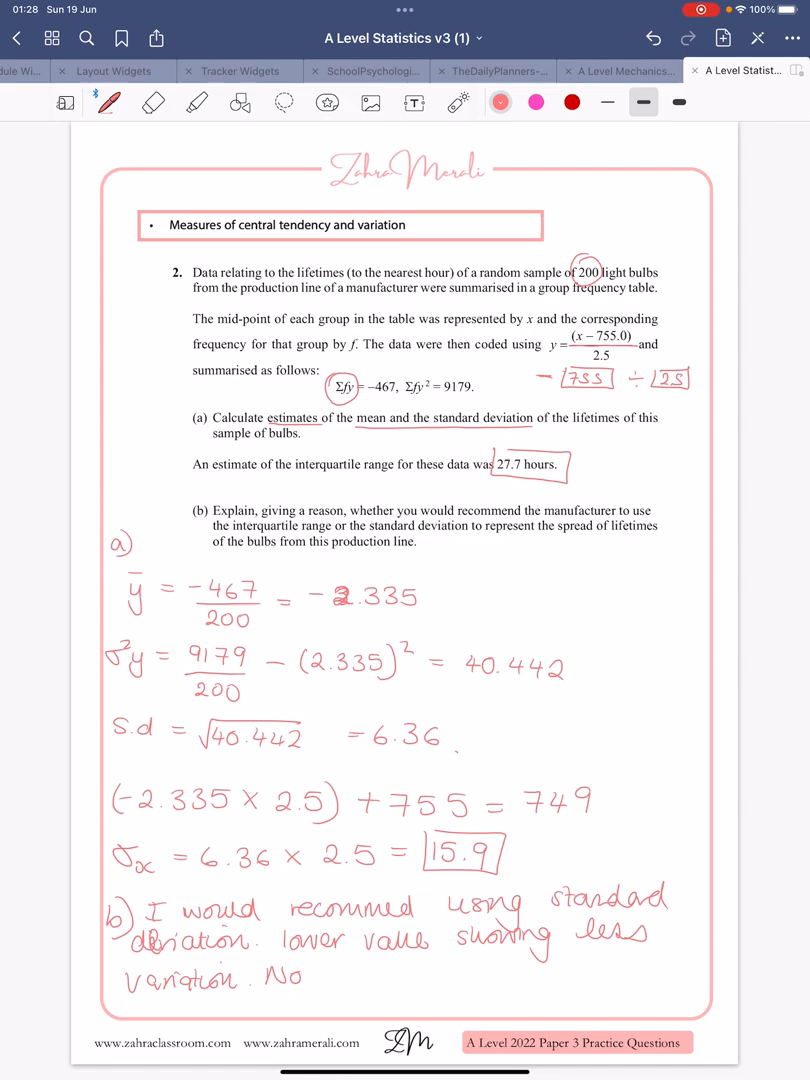 01:28 Sun 19 Jun
100%
A Level Statistics v3 (1)
dule Wi... × Layout Widgets × Tracker Widgets × SchoolPsychologi... × TheDailyPlanners-... × A Level Mechanics... × A Level Statist...
Zahra Merali
• Measures of central tendency and variation
2. Data relating to the lifetimes (to the nearest hour) of a random sample of 200 light bulbs
from the production line of a manufacturer were summarised in a group frequency table.
The mid-point of each group in the table was represented by x and the corresponding
frequency for that group by f. The data were then coded using y = (x – 755.0) / 2.5 and
summarised as follows:
– 755 ÷ 2.5
Σfy = –467, Σfy² = 9179.
(a) Calculate estimates of the mean and the standard deviation of the lifetimes of this
sample of bulbs.
An estimate of the interquartile range for these data was 27.7 hours.
(b) Explain, giving a reason, whether you would recommend the manufacturer to use
the interquartile range or the standard deviation to represent the spread of lifetimes
of the bulbs from this production line.
a)
ȳ = -467/200 = -2.335
σ²y = 9179/200 - (2.335)² = 40.442
s.d = √40.442 = 6.36
(-2.335 × 2.5) + 755 = 749
σx = 6.36 × 2.5 = 15.9
b) I would recommed using standard
deviation. lower value showing less
variation. No
www.zahraclassroom.com www.zahramerali.com ZM A Level 2022 Paper 3 Practice Questions